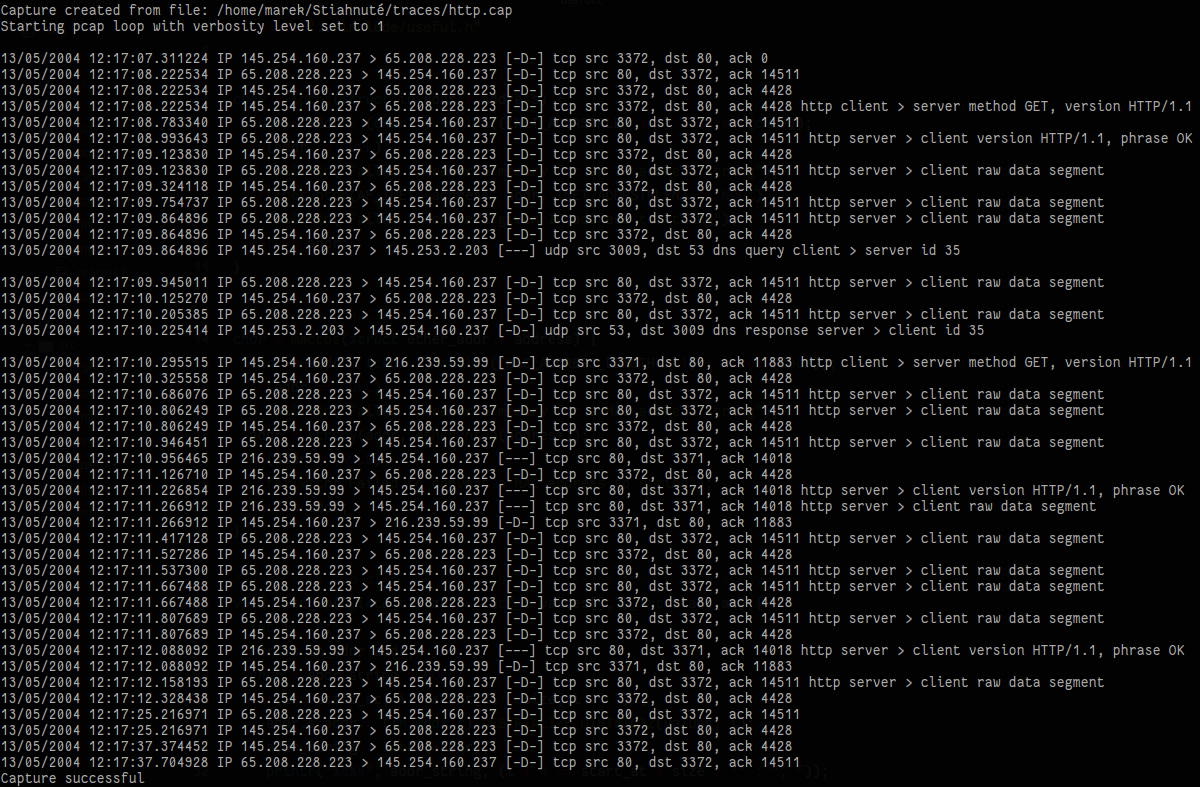 Capture created from file: /home/marek/Stiahnuté/traces/http.cap
Starting pcap loop with verbosity level set to 1
13/05/2004 12:17:07.311224 IP 145.254.160.237 > 65.208.228.223 [-D-] tcp src 3372, dst 80, ack 0
13/05/2004 12:17:08.222534 IP 65.208.228.223 > 145.254.160.237 [-D-] tcp src 80, dst 3372, ack 14511
13/05/2004 12:17:08.222534 IP 145.254.160.237 > 65.208.228.223 [-D-] tcp src 3372, dst 80, ack 4428
13/05/2004 12:17:08.222534 IP 145.254.160.237 > 65.208.228.223 [-D-] tcp src 3372, dst 80, ack 4428 http client > server method GET, version HTTP/1.1
13/05/2004 12:17:08.783340 IP 65.208.228.223 > 145.254.160.237 [-D-] tcp src 80, dst 3372, ack 14511
13/05/2004 12:17:08.993643 IP 65.208.228.223 > 145.254.160.237 [-D-] tcp src 80, dst 3372, ack 14511 http server > client version HTTP/1.1, phrase OK
13/05/2004 12:17:09.123830 IP 145.254.160.237 > 65.208.228.223 [-D-] tcp src 3372, dst 80, ack 4428
13/05/2004 12:17:09.123830 IP 65.208.228.223 > 145.254.160.237 [-D-] tcp src 80, dst 3372, ack 14511 http server > client raw data segment
13/05/2004 12:17:09.324118 IP 145.254.160.237 > 65.208.228.223 [-D-] tcp src 3372, dst 80, ack 4428
13/05/2004 12:17:09.754737 IP 65.208.228.223 > 145.254.160.237 [-D-] tcp src 80, dst 3372, ack 14511 http server > client raw data segment
13/05/2004 12:17:09.864896 IP 65.208.228.223 > 145.254.160.237 [-D-] tcp src 80, dst 3372, ack 14511 http server > client raw data segment
13/05/2004 12:17:09.864896 IP 145.254.160.237 > 65.208.228.223 [-D-] tcp src 3372, dst 80, ack 4428
13/05/2004 12:17:09.864896 IP 145.254.160.237 > 145.253.2.203 [---] udp src 3009, dst 53 dns query client > server id 35
13/05/2004 12:17:09.945011 IP 65.208.228.223 > 145.254.160.237 [-D-] tcp src 80, dst 3372, ack 14511 http server > client raw data segment
13/05/2004 12:17:10.125270 IP 145.254.160.237 > 65.208.228.223 [-D-] tcp src 3372, dst 80, ack 4428
13/05/2004 12:17:10.205385 IP 65.208.228.223 > 145.254.160.237 [-D-] tcp src 80, dst 3372, ack 14511 http server > client raw data segment
13/05/2004 12:17:10.225414 IP 145.253.2.203 > 145.254.160.237 [-D-] udp src 53, dst 3009 dns response server > client id 35
13/05/2004 12:17:10.295515 IP 145.254.160.237 > 216.239.59.99 [-D-] tcp src 3371, dst 80, ack 11883 http client > server method GET, version HTTP/1.1
13/05/2004 12:17:10.325558 IP 145.254.160.237 > 65.208.228.223 [-D-] tcp src 3372, dst 80, ack 4428
13/05/2004 12:17:10.686076 IP 65.208.228.223 > 145.254.160.237 [-D-] tcp src 80, dst 3372, ack 14511 http server > client raw data segment
13/05/2004 12:17:10.806249 IP 65.208.228.223 > 145.254.160.237 [-D-] tcp src 80, dst 3372, ack 14511 http server > client raw data segment
13/05/2004 12:17:10.806249 IP 145.254.160.237 > 65.208.228.223 [-D-] tcp src 3372, dst 80, ack 4428
13/05/2004 12:17:10.946451 IP 65.208.228.223 > 145.254.160.237 [-D-] tcp src 80, dst 3372, ack 14511 http server > client raw data segment
13/05/2004 12:17:10.956465 IP 216.239.59.99 > 145.254.160.237 [---] tcp src 80, dst 3371, ack 14018
13/05/2004 12:17:11.126710 IP 145.254.160.237 > 65.208.228.223 [-D-] tcp src 3372, dst 80, ack 4428
13/05/2004 12:17:11.226854 IP 216.239.59.99 > 145.254.160.237 [---] tcp src 80, dst 3371, ack 14018 http server > client version HTTP/1.1, phrase OK
13/05/2004 12:17:11.266912 IP 216.239.59.99 > 145.254.160.237 [---] tcp src 80, dst 3371, ack 14018 http server > client raw data segment
13/05/2004 12:17:11.266912 IP 145.254.160.237 > 216.239.59.99 [-D-] tcp src 3371, dst 80, ack 11883
13/05/2004 12:17:11.417128 IP 65.208.228.223 > 145.254.160.237 [-D-] tcp src 80, dst 3372, ack 14511 http server > client raw data segment
13/05/2004 12:17:11.527286 IP 145.254.160.237 > 65.208.228.223 [-D-] tcp src 3372, dst 80, ack 4428
13/05/2004 12:17:11.537300 IP 65.208.228.223 > 145.254.160.237 [-D-] tcp src 80, dst 3372, ack 14511 http server > client raw data segment
13/05/2004 12:17:11.667488 IP 65.208.228.223 > 145.254.160.237 [-D-] tcp src 80, dst 3372, ack 14511 http server > client raw data segment
13/05/2004 12:17:11.667488 IP 145.254.160.237 > 65.208.228.223 [-D-] tcp src 3372, dst 80, ack 4428
13/05/2004 12:17:11.807689 IP 65.208.228.223 > 145.254.160.237 [-D-] tcp src 80, dst 3372, ack 14511 http server > client raw data segment
13/05/2004 12:17:11.807689 IP 145.254.160.237 > 65.208.228.223 [-D-] tcp src 3372, dst 80, ack 4428
13/05/2004 12:17:12.088092 IP 216.239.59.99 > 145.254.160.237 [---] tcp src 80, dst 3371, ack 14018 http server > client version HTTP/1.1, phrase OK
13/05/2004 12:17:12.088092 IP 145.254.160.237 > 216.239.59.99 [-D-] tcp src 3371, dst 80, ack 11883
13/05/2004 12:17:12.158193 IP 65.208.228.223 > 145.254.160.237 [-D-] tcp src 80, dst 3372, ack 14511 http server > client raw data segment
13/05/2004 12:17:12.328438 IP 145.254.160.237 > 65.208.228.223 [-D-] tcp src 3372, dst 80, ack 4428
13/05/2004 12:17:25.216971 IP 65.208.228.223 > 145.254.160.237 [-D-] tcp src 80, dst 3372, ack 14511
13/05/2004 12:17:25.216971 IP 145.254.160.237 > 65.208.228.223 [-D-] tcp src 3372, dst 80, ack 4428
13/05/2004 12:17:37.374452 IP 145.254.160.237 > 65.208.228.223 [-D-] tcp src 3372, dst 80, ack 4428
13/05/2004 12:17:37.704928 IP 65.208.228.223 > 145.254.160.237 [-D-] tcp src 80, dst 3372, ack 14511
Capture successful